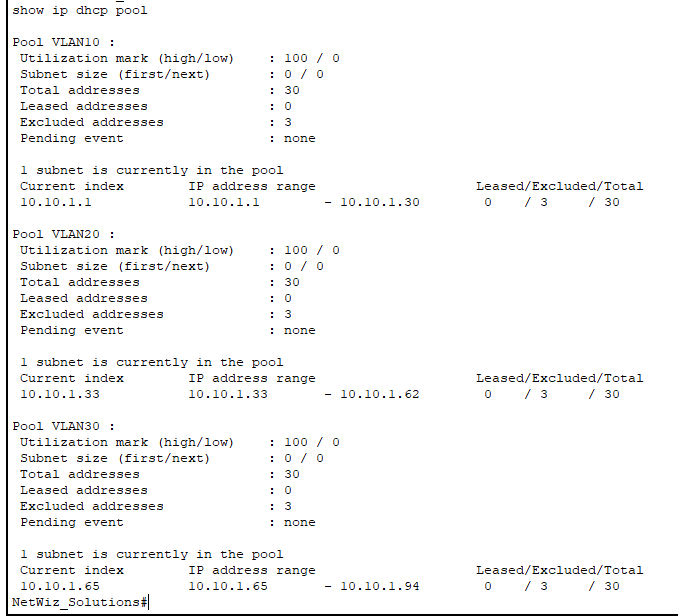 show ip dhcp pool
Pool VLAN10 :
Utilization mark (high/low) : 100 / 0
Subnet size (first/next) : 0 / 0
Total addresses : 30
Leased addresses : 0
Excluded addresses : 3
Pending event : none
1 subnet is currently in the pool
Current index IP address range Leased/Excluded/Total
10.10.1.1 10.10.1.1 - 10.10.1.30 0 / 3 / 30
Pool VLAN20 :
Utilization mark (high/low) : 100 / 0
Subnet size (first/next) : 0 / 0
Total addresses : 30
Leased addresses : 0
Excluded addresses : 3
Pending event : none
1 subnet is currently in the pool
Current index IP address range Leased/Excluded/Total
10.10.1.33 10.10.1.33 - 10.10.1.62 0 / 3 / 30
Pool VLAN30 :
Utilization mark (high/low) : 100 / 0
Subnet size (first/next) : 0 / 0
Total addresses : 30
Leased addresses : 0
Excluded addresses : 3
Pending event : none
1 subnet is currently in the pool
Current index IP address range Leased/Excluded/Total
10.10.1.65 10.10.1.65 - 10.10.1.94 0 / 3 / 30
NetWiz_Solutions#